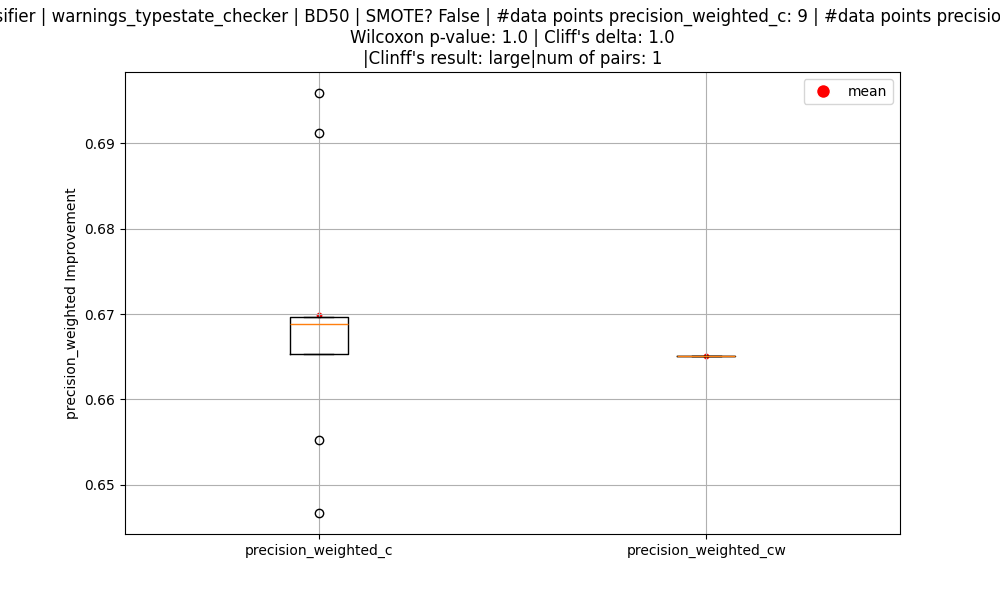 | warnings_typestate_checker | BD50 | SMOTE? False | #data points precision_weighted_c: 9 | #data points
Wilcoxon p-value: 1.0 | Cliff's delta: 1.0
|Clinff's result: large|num of pairs: 1
mean
0.69
0.68
0.67
0.66
0.65
precision_weighted Improvement
precision_weighted_c
precision_weighted_cw